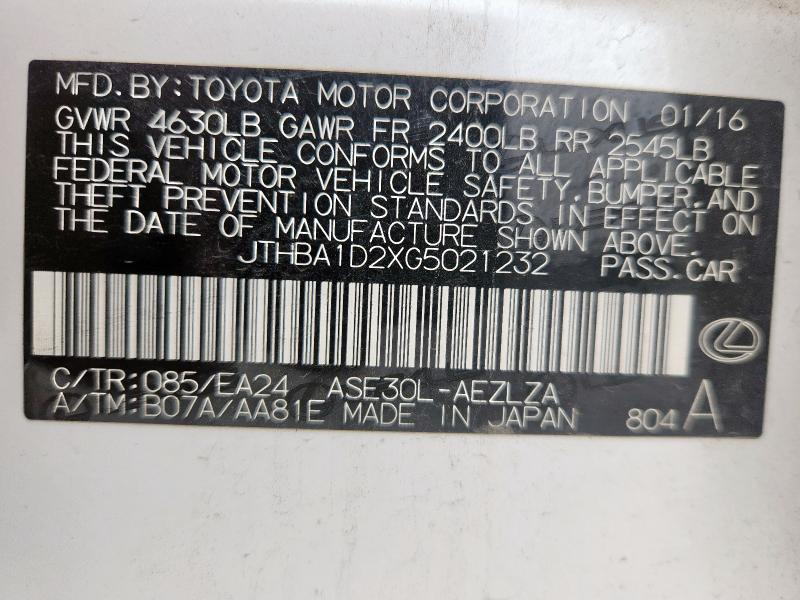 MFD. BY: TOYOTA MOTOR CORPORATION 01/16
GVWR 4630LB GAWR FR 2400LB RR 2545LB
THIS VEHICLE CONFORMS TO ALL APPLICABLE
FEDERAL MOTOR VEHICLE SAFETY, BUMPER, AND
THEFT PREVENTION STANDARDS IN EFFECT ON
THE DATE OF MANUFACTURE SHOWN ABOVE.
JTHBA1D2XG5021232 PASS. CAR
C/TR: 085/EA24 ASE30L-AEZLZA
A/TM: B07A/AA81E MADE IN JAPAN 804 A